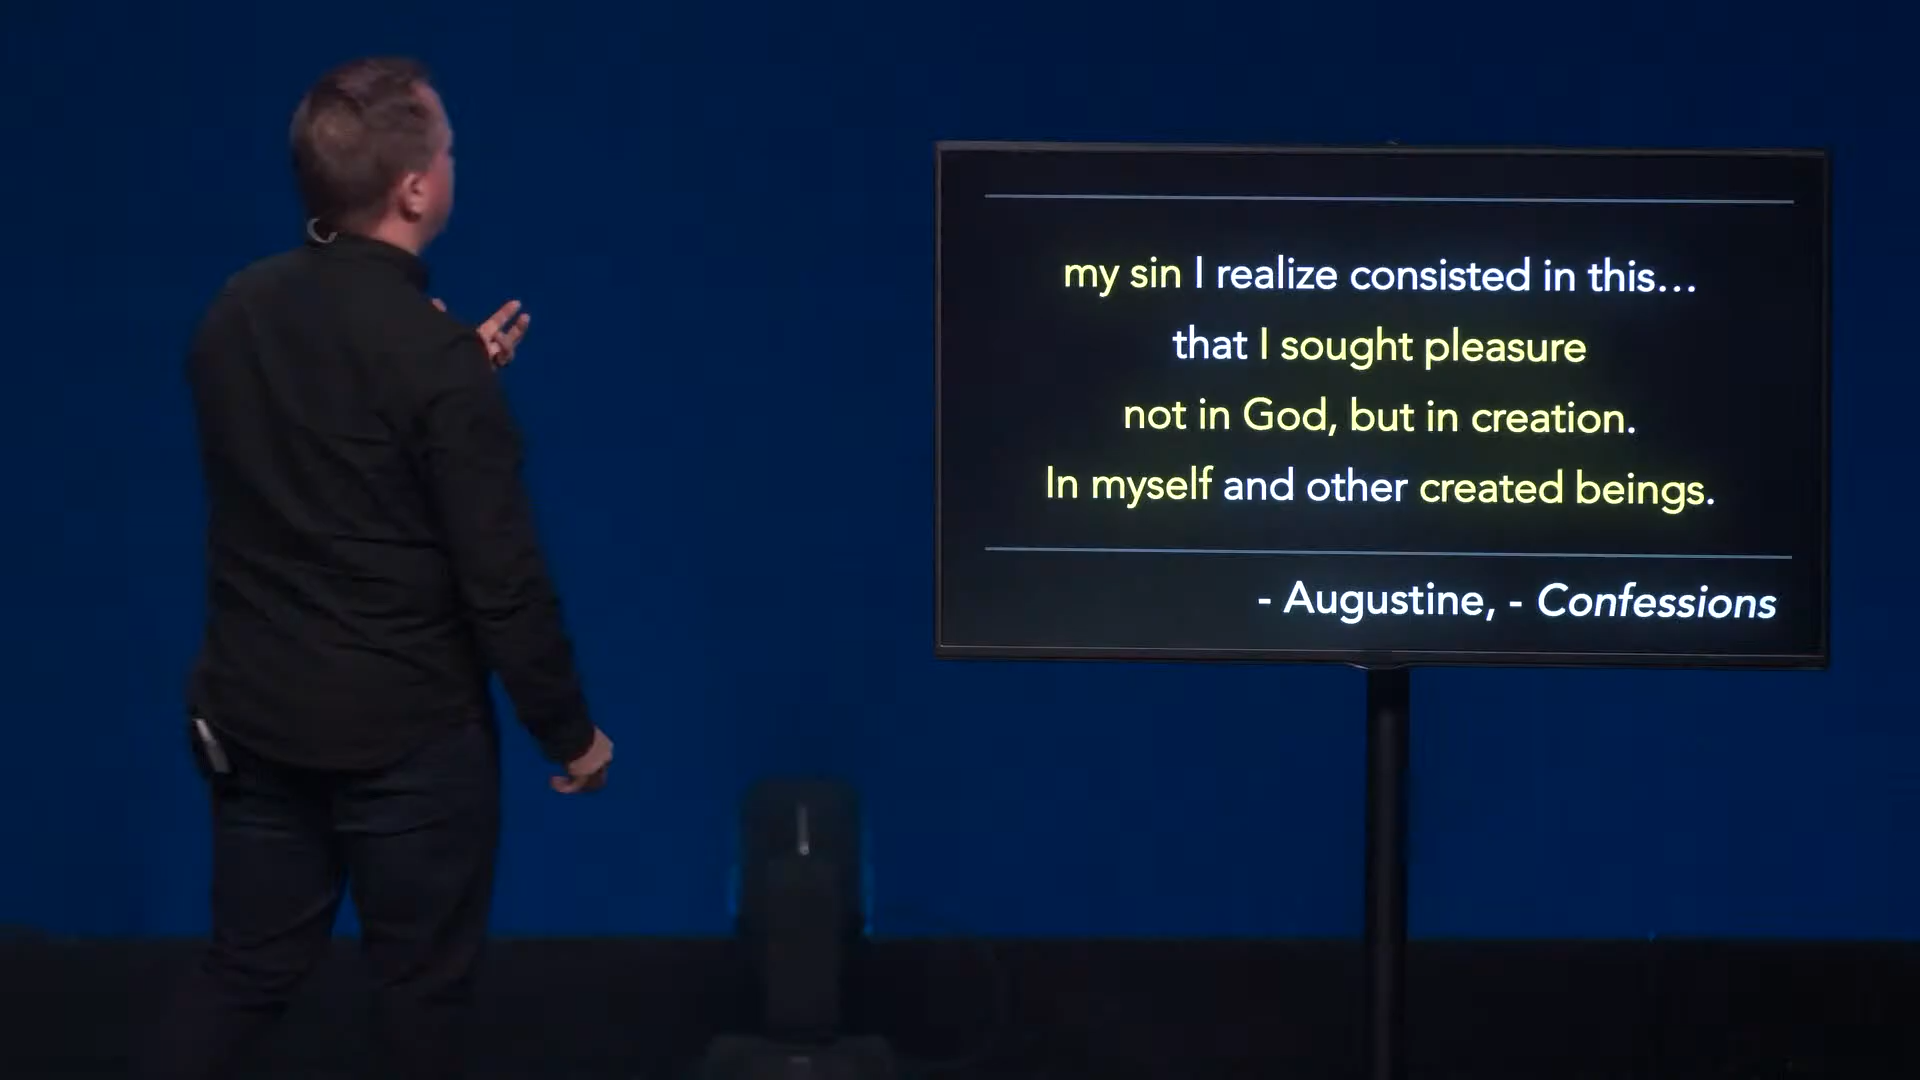 my sin I realize consisted in this...
that I sought pleasure
not in God, but in creation.
In myself and other created beings.
- Augustine, - Confessions